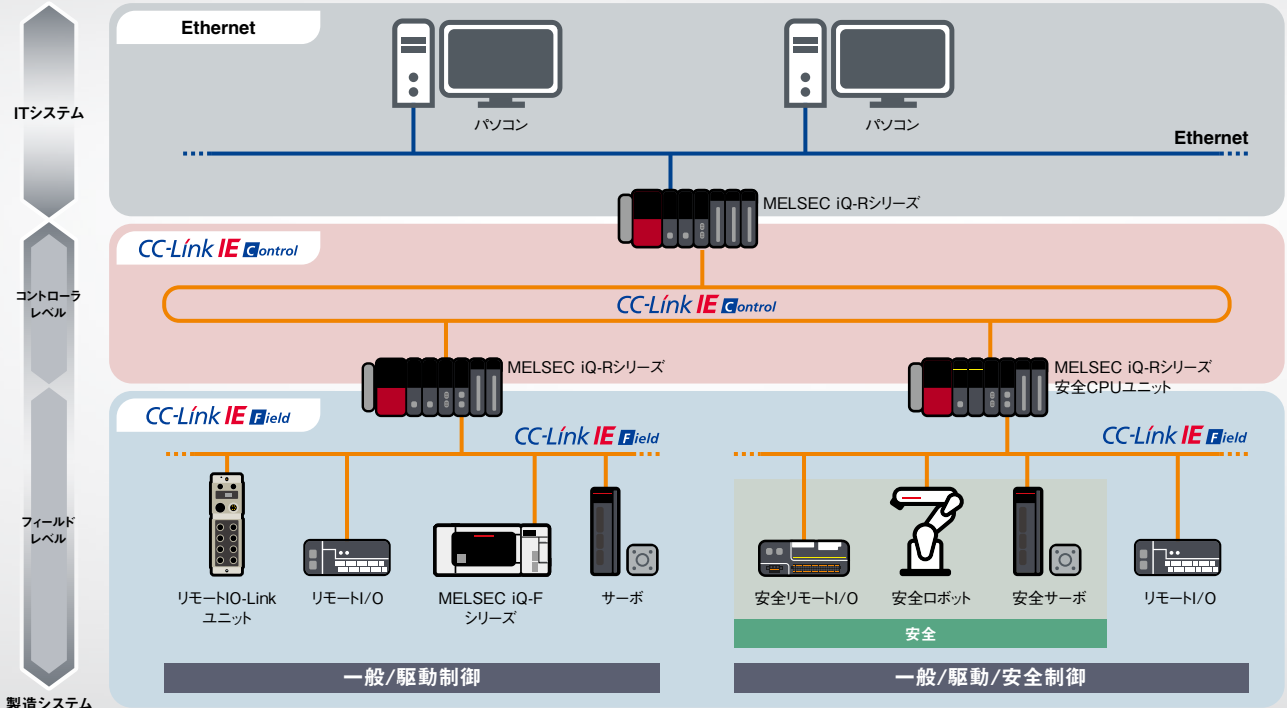 Ethernet
ITシステム
パソコン
パソコン
Ethernet
MELSEC iQ-Rシリーズ
CC-Link IE Control
コントローラ
レベル
CC-Link IE Control
MELSEC iQ-Rシリーズ
MELSEC iQ-Rシリーズ
安全CPUユニット
CC-Link IE Field
CC-Link IE Field
CC-Link IE Field
フィールド
レベル
リモートIO-Link
ユニット
リモートI/O
MELSEC iQ-F
シリーズ
サーボ
安全リモートI/O
安全ロボット
安全サーボ
リモートI/O
安全
一般/駆動制御
一般/駆動/安全制御
製造システム